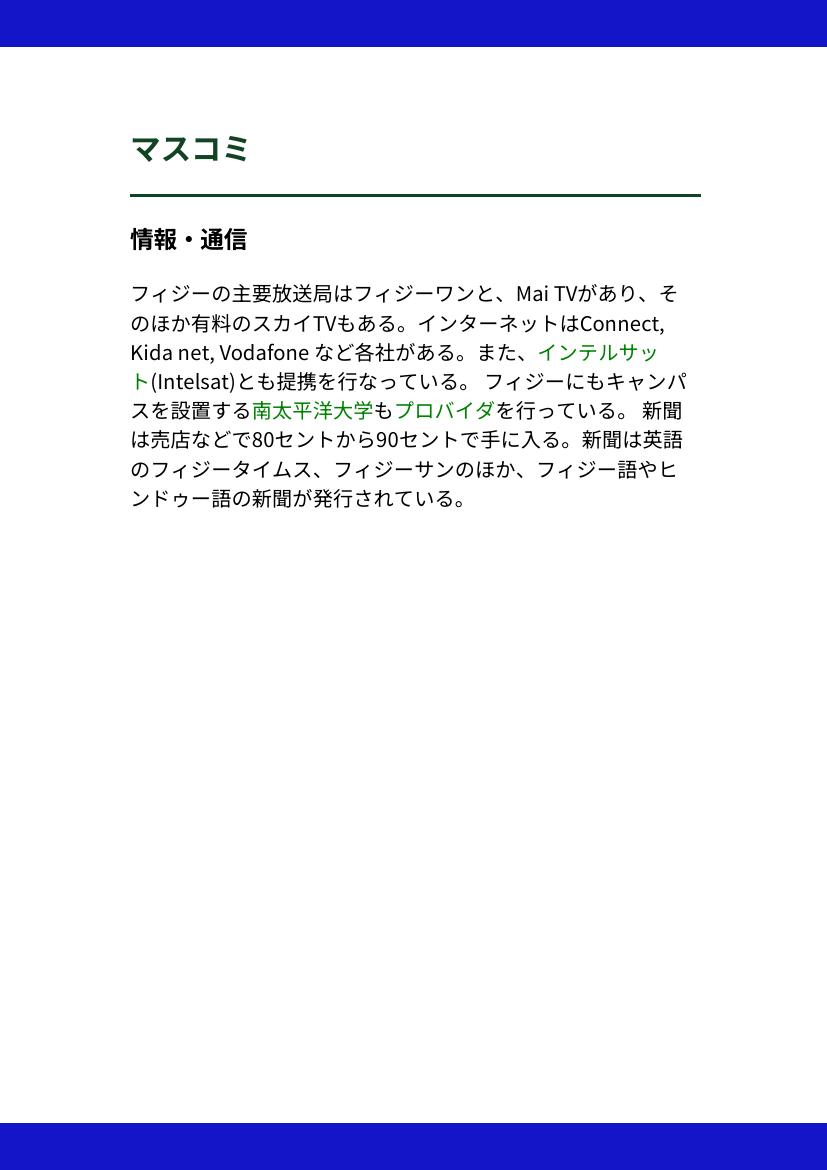 マスコミ
情報・通信
フィジーの主要放送局はフィジーワンと、Mai TVがあり、そ
のほか有料のスカイTVもある。インターネットはConnect,
Kida net, Vodafone など各社がある。また、インテルサッ
ト(Intelsat)とも提携を行なっている。 フィジーにもキャンパ
スを設置する南太平洋大学もプロバイダを行っている。 新聞
は売店などで80セントから90セントで手に入る。新聞は英語
のフィジータイムス、フィジーサンのほか、フィジー語やヒ
ンドゥー語の新聞が発行されている。